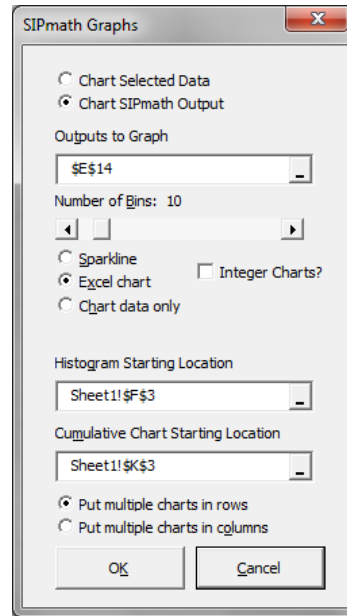 SIPmath Graphs
Chart Selected Data
Chart SIPmath Output
Outputs to Graph
$E$14
Number of Bins: 10
Sparkline
Integer Charts?
Excel chart
Chart data only
Histogram Starting Location
Sheet1!$F$3
Cumulative Chart Starting Location
Sheet1!$K$3
Put multiple charts in rows
Put multiple charts in columns
OK Cancel